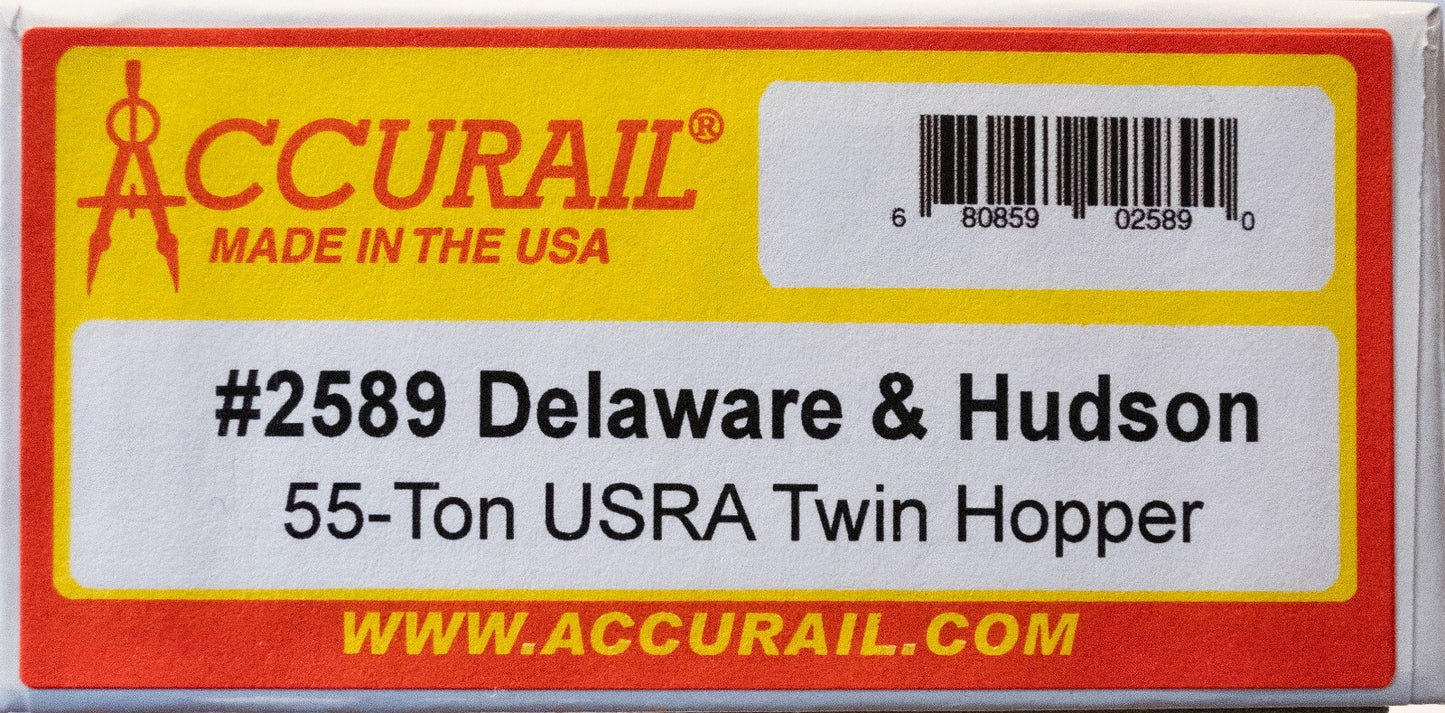 ACCURAIL®
MADE IN THE USA
6 80859 02589 0
#2589 Delaware & Hudson
55-Ton USRA Twin Hopper
WWW.ACCURAIL.COM